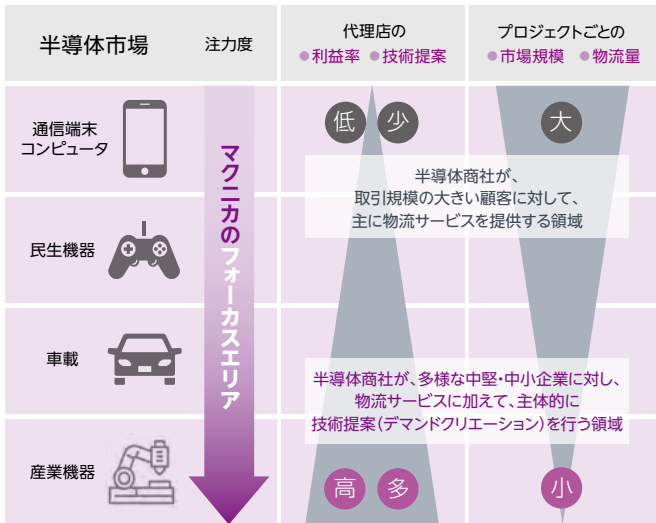 半導体市場
注力度
代理店の
●利益率 ●技術提案
プロジェクトごとの
●市場規模 ●物流量
通信端末
コンピュータ
マクニカのフォーカスエリア
低 少
大
半導体商社が、
取引規模の大きい顧客に対して、
主に物流サービスを提供する領域
民生機器
車載
半導体商社が、多様な中堅・中小企業に対し、
物流サービスに加えて、主体的に
技術提案(デマンドクリエーション)を行う領域
産業機器
高 多
小